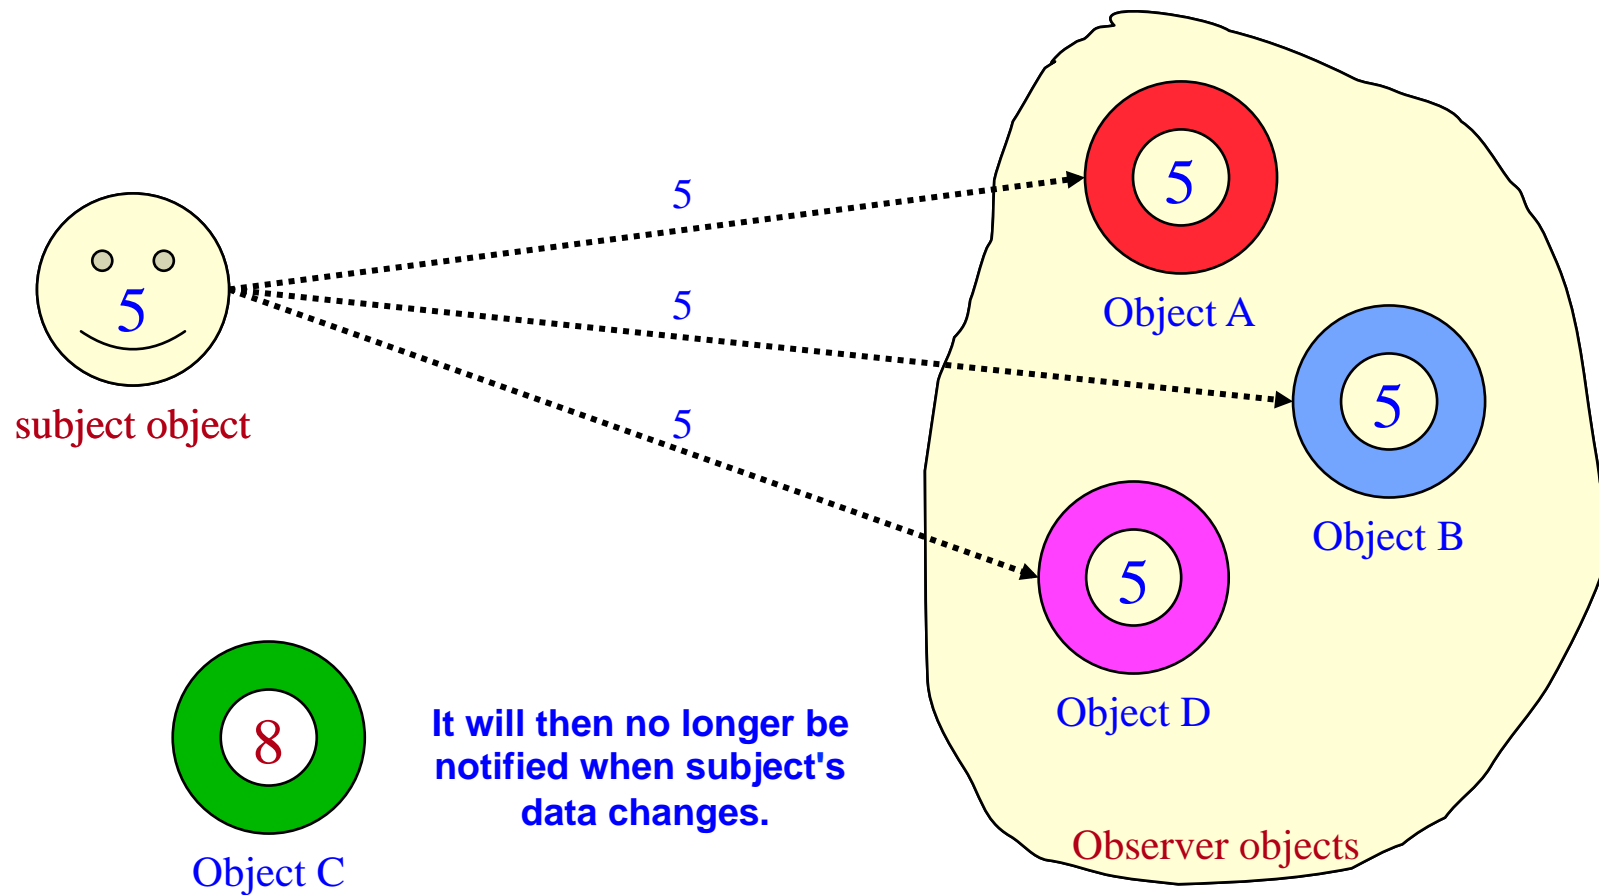 5
5
Object A
5
subject object
5
5
Object B
5
5
Object D
8
Object C
It will then no longer be
notified when subject's
data changes.
Observer objects